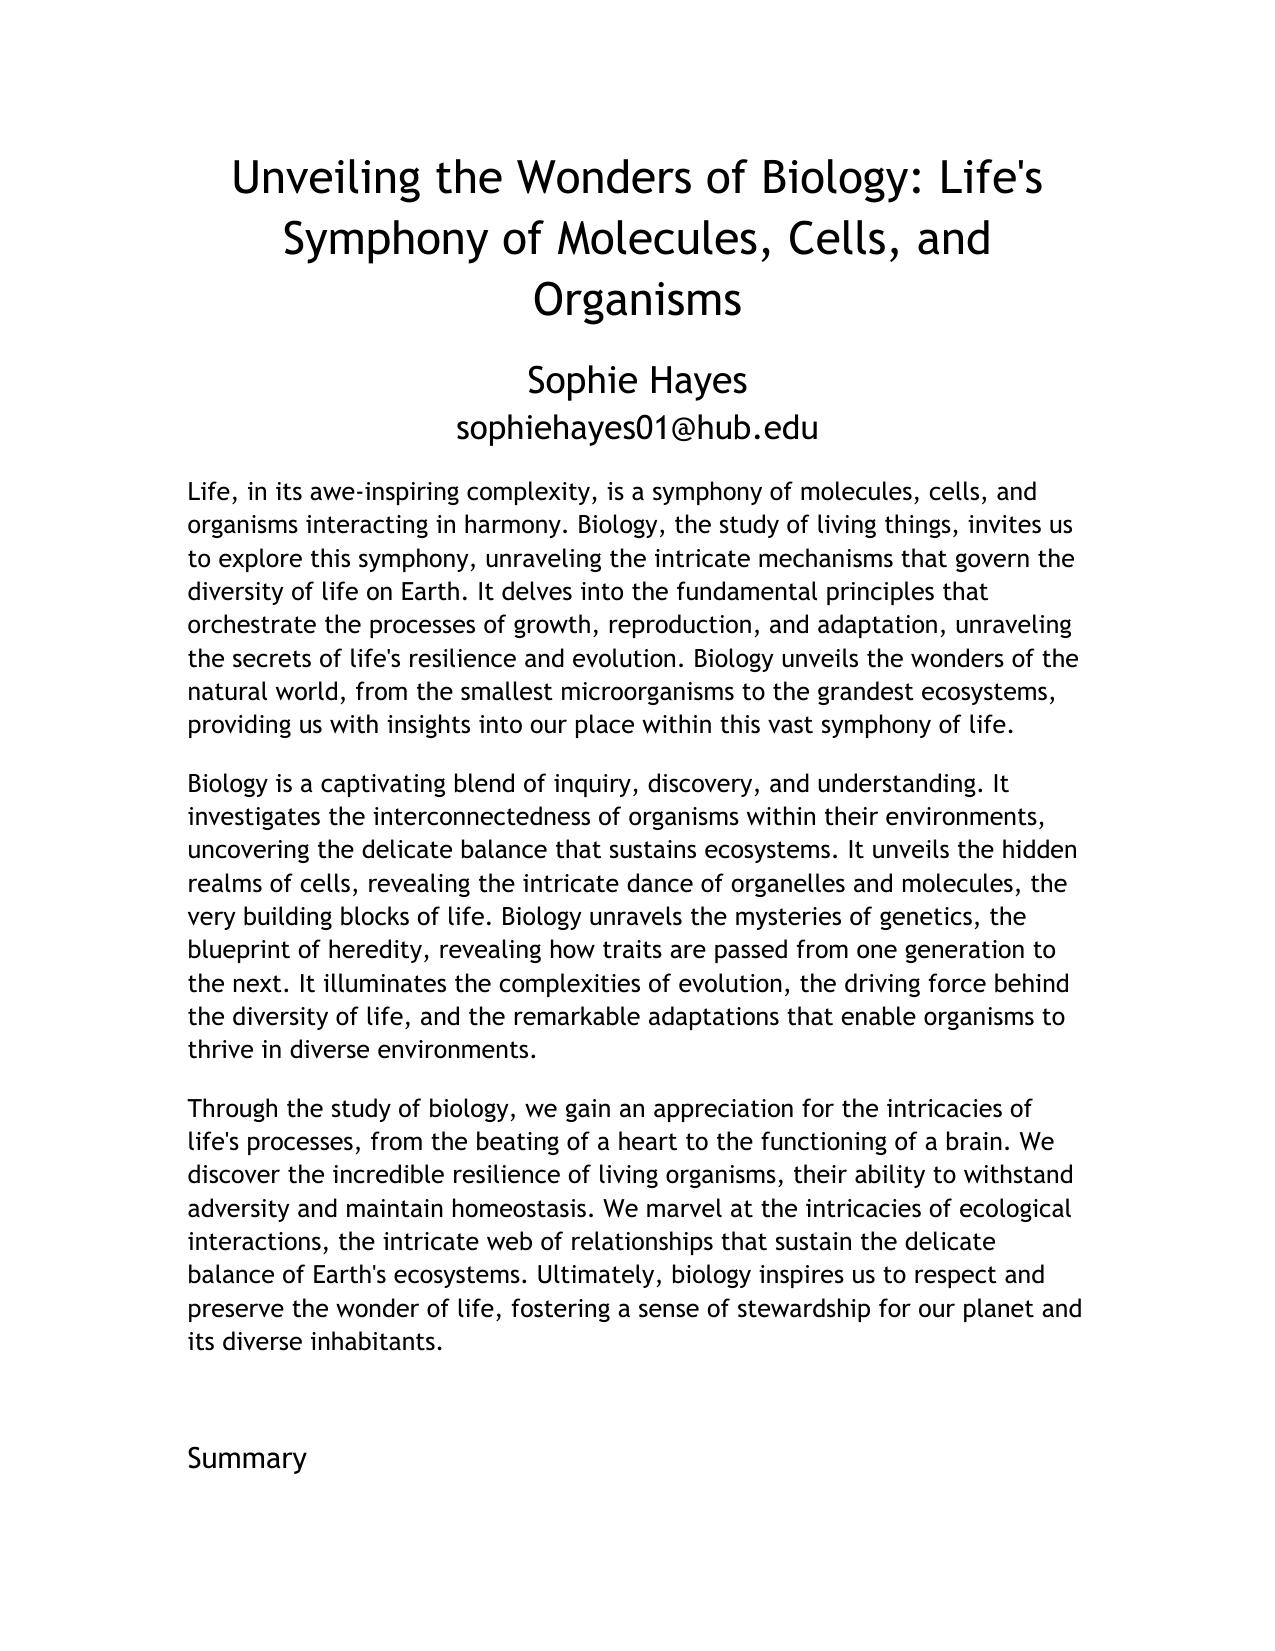 Unveiling the Wonders of Biology: Life's
Symphony of Molecules, Cells, and
Organisms
Sophie Hayes
sophiehayes01@hub.edu
Life, in its awe-inspiring complexity, is a symphony of molecules, cells, and
organisms interacting in harmony. Biology, the study of living things, invites us
to explore this symphony, unraveling the intricate mechanisms that govern the
diversity of life on Earth. It delves into the fundamental principles that
orchestrate the processes of growth, reproduction, and adaptation, unraveling
the secrets of life's resilience and evolution. Biology unveils the wonders of the
natural world, from the smallest microorganisms to the grandest ecosystems,
providing us with insights into our place within this vast symphony of life.
Biology is a captivating blend of inquiry, discovery, and understanding. It
investigates the interconnectedness of organisms within their environments,
uncovering the delicate balance that sustains ecosystems. It unveils the hidden
realms of cells, revealing the intricate dance of organelles and molecules, the
very building blocks of life. Biology unravels the mysteries of genetics, the
blueprint of heredity, revealing how traits are passed from one generation to
the next. It illuminates the complexities of evolution, the driving force behind
the diversity of life, and the remarkable adaptations that enable organisms to
thrive in diverse environments.
Through the study of biology, we gain an appreciation for the intricacies of
life's processes, from the beating of a heart to the functioning of a brain. We
discover the incredible resilience of living organisms, their ability to withstand
adversity and maintain homeostasis. We marvel at the intricacies of ecological
interactions, the intricate web of relationships that sustain the delicate
balance of Earth's ecosystems. Ultimately, biology inspires us to respect and
preserve the wonder of life, fostering a sense of stewardship for our planet and
its diverse inhabitants.
Summary